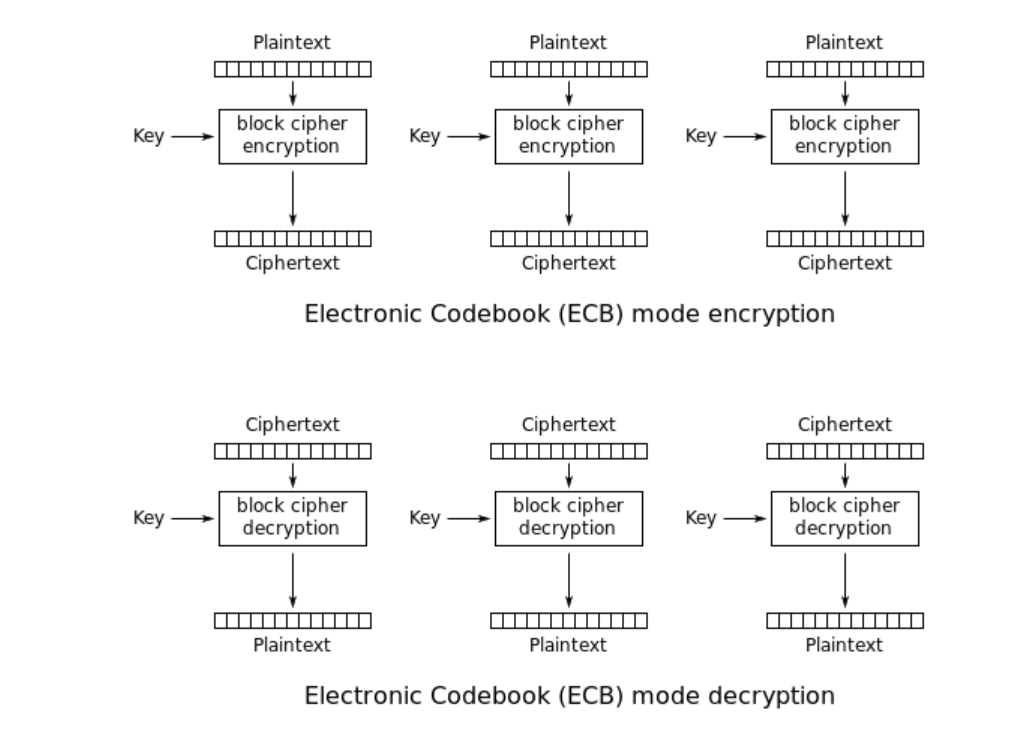 Plaintext Plaintext Plaintext
Key block cipher encryption Key block cipher encryption Key block cipher encryption
Ciphertext Ciphertext Ciphertext
Electronic Codebook (ECB) mode encryption
Ciphertext Ciphertext Ciphertext
Key block cipher decryption Key block cipher decryption Key block cipher decryption
Plaintext Plaintext Plaintext
Electronic Codebook (ECB) mode decryption